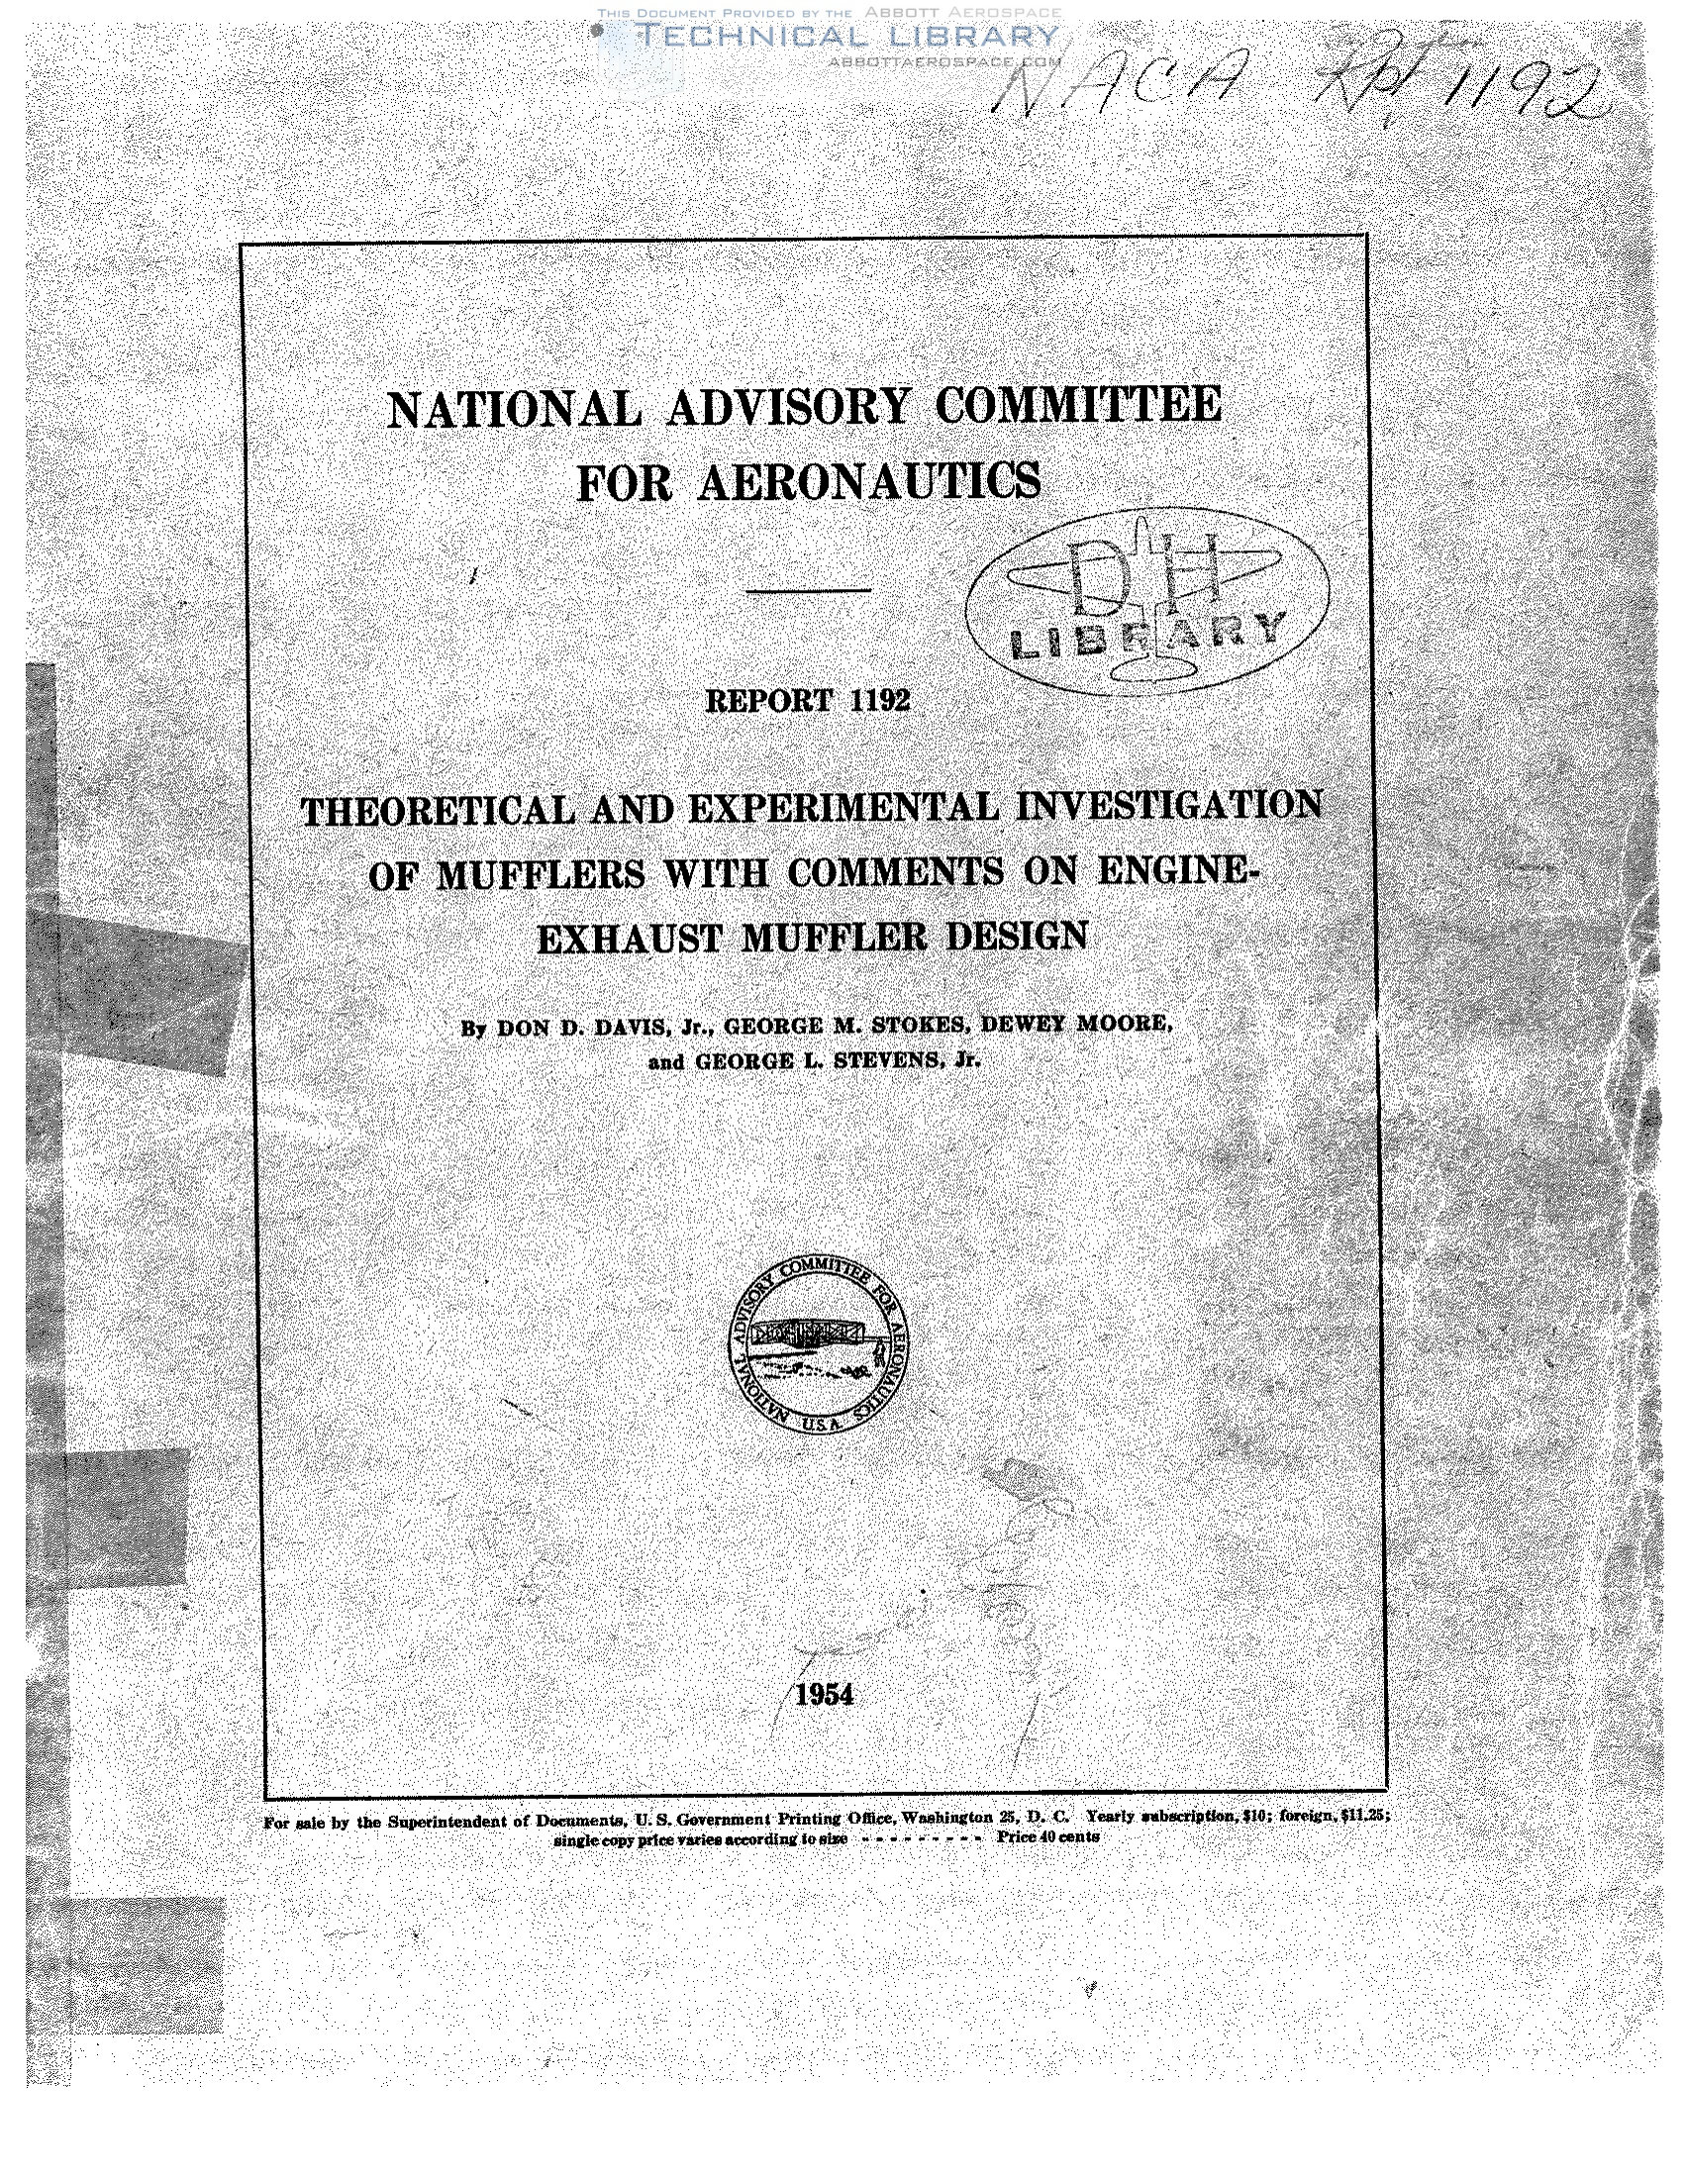 THIS DOCUMENT PROVIDED BY THE ABBOTT AEROSPACE
TECHNICAL LIBRARY
ABBOTTAEROSPACE.COM
NACA Rpt 1192
NATIONAL ADVISORY COMMITTEE
FOR AERONAUTICS
DH
LIBRARY
REPORT 1192
THEORETICAL AND EXPERIMENTAL INVESTIGATION
OF MUFFLERS WITH COMMENTS ON ENGINE-
EXHAUST MUFFLER DESIGN
By DON D. DAVIS, Jr., GEORGE M. STOKES, DEWEY MOORE,
and GEORGE L. STEVENS, Jr.
NATIONAL ADVISORY COMMITTEE FOR AERONAUTICS
U.S.A.
1954
For sale by the Superintendent of Documents, U. S. Government Printing Office, Washington 25, D. C. Yearly subscription, $10; foreign, $11.25;
single copy price varies according to size - - - - - - - - - Price 40 cents